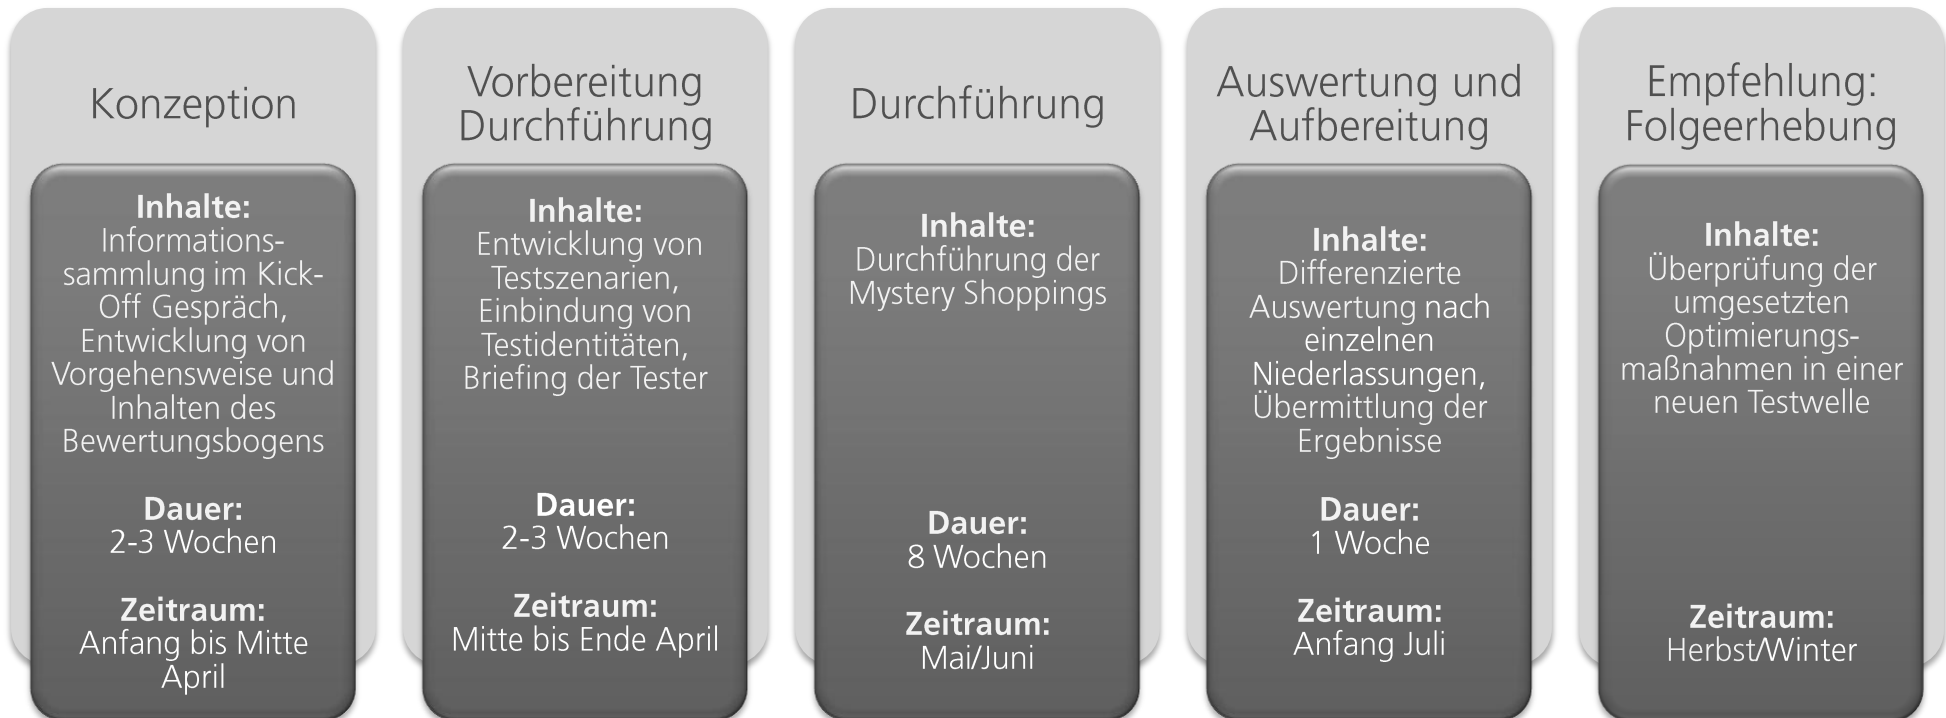 Konzeption
Inhalte:
Informations-
sammlung im Kick-
Off Gespräch,
Entwicklung von
Vorgehensweise und
Inhalten des
Bewertungsbogens
Dauer:
2-3 Wochen
Zeitraum:
Anfang bis Mitte
April
Vorbereitung
Durchführung
Inhalte:
Entwicklung von
Testszenarien,
Einbindung von
Testidentitäten,
Briefing der Tester
Dauer:
2-3 Wochen
Zeitraum:
Mitte bis Ende April
Durchführung
Inhalte:
Durchführung der
Mystery Shoppings
Dauer:
8 Wochen
Zeitraum:
Mai/Juni
Auswertung und
Aufbereitung
Inhalte:
Differenzierte
Auswertung nach
einzelnen
Niederlassungen,
Übermittlung der
Ergebnisse
Dauer:
1 Woche
Zeitraum:
Anfang Juli
Empfehlung:
Folgeerhebung
Inhalte:
Überprüfung der
umgesetzten
Optimierungs-
maßnahmen in einer
neuen Testwelle
Zeitraum:
Herbst/Winter